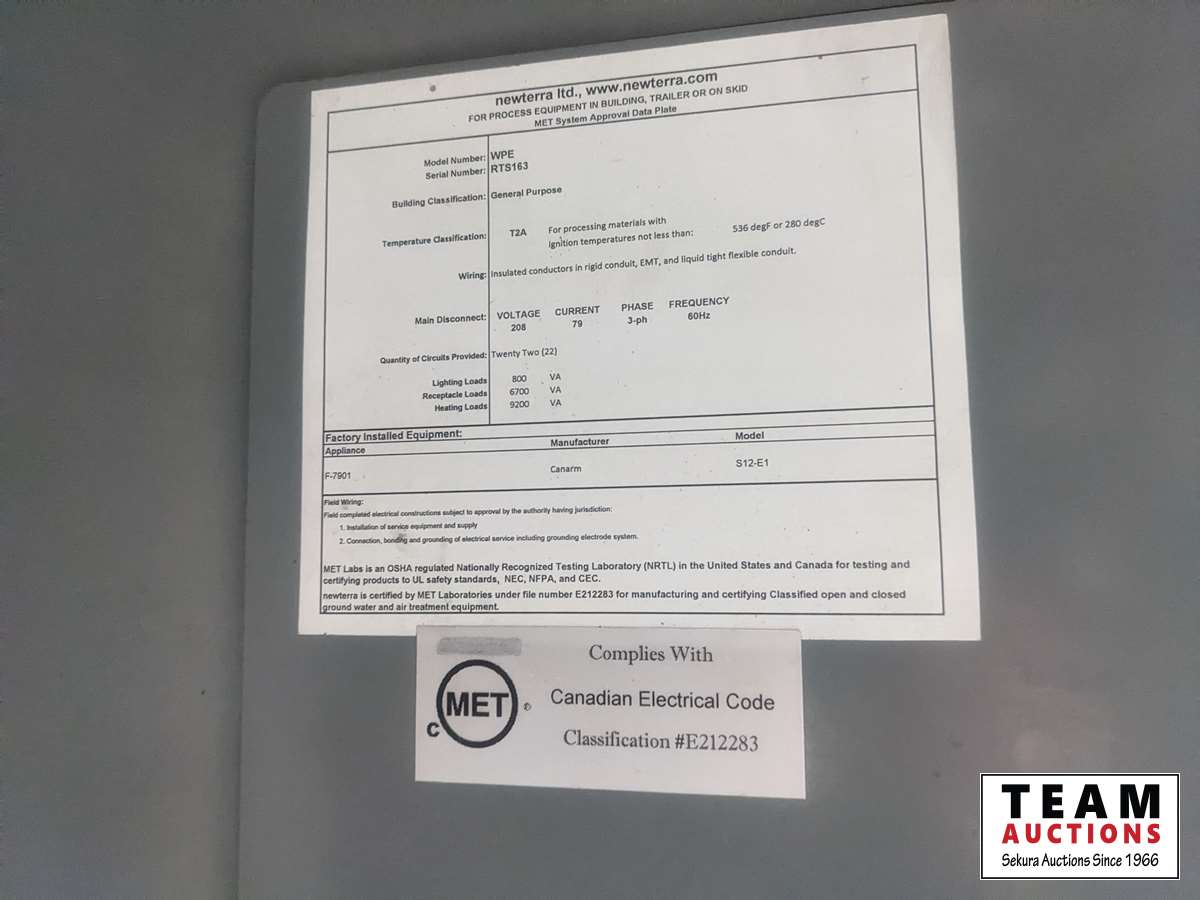 newterra ltd., www.newterra.com
FOR PROCESS EQUIPMENT IN BUILDING, TRAILER OR ON SKID
MET System Approval Data Plate
Model Number: WPE
Serial Number: RTS163
Building Classification: General Purpose
Temperature Classification: T2A For processing materials with ignition temperatures not less than: 536 degF or 280 degC
Wiring: Insulated conductors in rigid conduit, EMT, and liquid tight flexible conduit.
Main Disconnect: VOLTAGE CURRENT PHASE FREQUENCY
208 79 3-ph 60Hz
Quantity of Circuits Provided: Twenty Two (22)
Lighting Loads 800 VA
Receptacle Loads 6700 VA
Heating Loads 9200 VA
Factory Installed Equipment:
Appliance Manufacturer Model
F-7901 Canarm S12-E1
Field Wiring:
Field completed electrical constructions subject to approval by the authority having jurisdiction:
1. Installation of service equipment and supply
2. Connection, bonding and grounding of electrical service including grounding electrode system.
MET Labs is an OSHA regulated Nationally Recognized Testing Laboratory (NRTL) in the United States and Canada for testing and
certifying products to UL safety standards, NEC, NFPA, and CEC.
newterra is certified by MET Laboratories under file number E212283 for manufacturing and certifying Classified open and closed
ground water and air treatment equipment.
C MET ®
Complies With
Canadian Electrical Code
Classification #E212283
TEAM
AUCTIONS
Sekura Auctions Since 1966